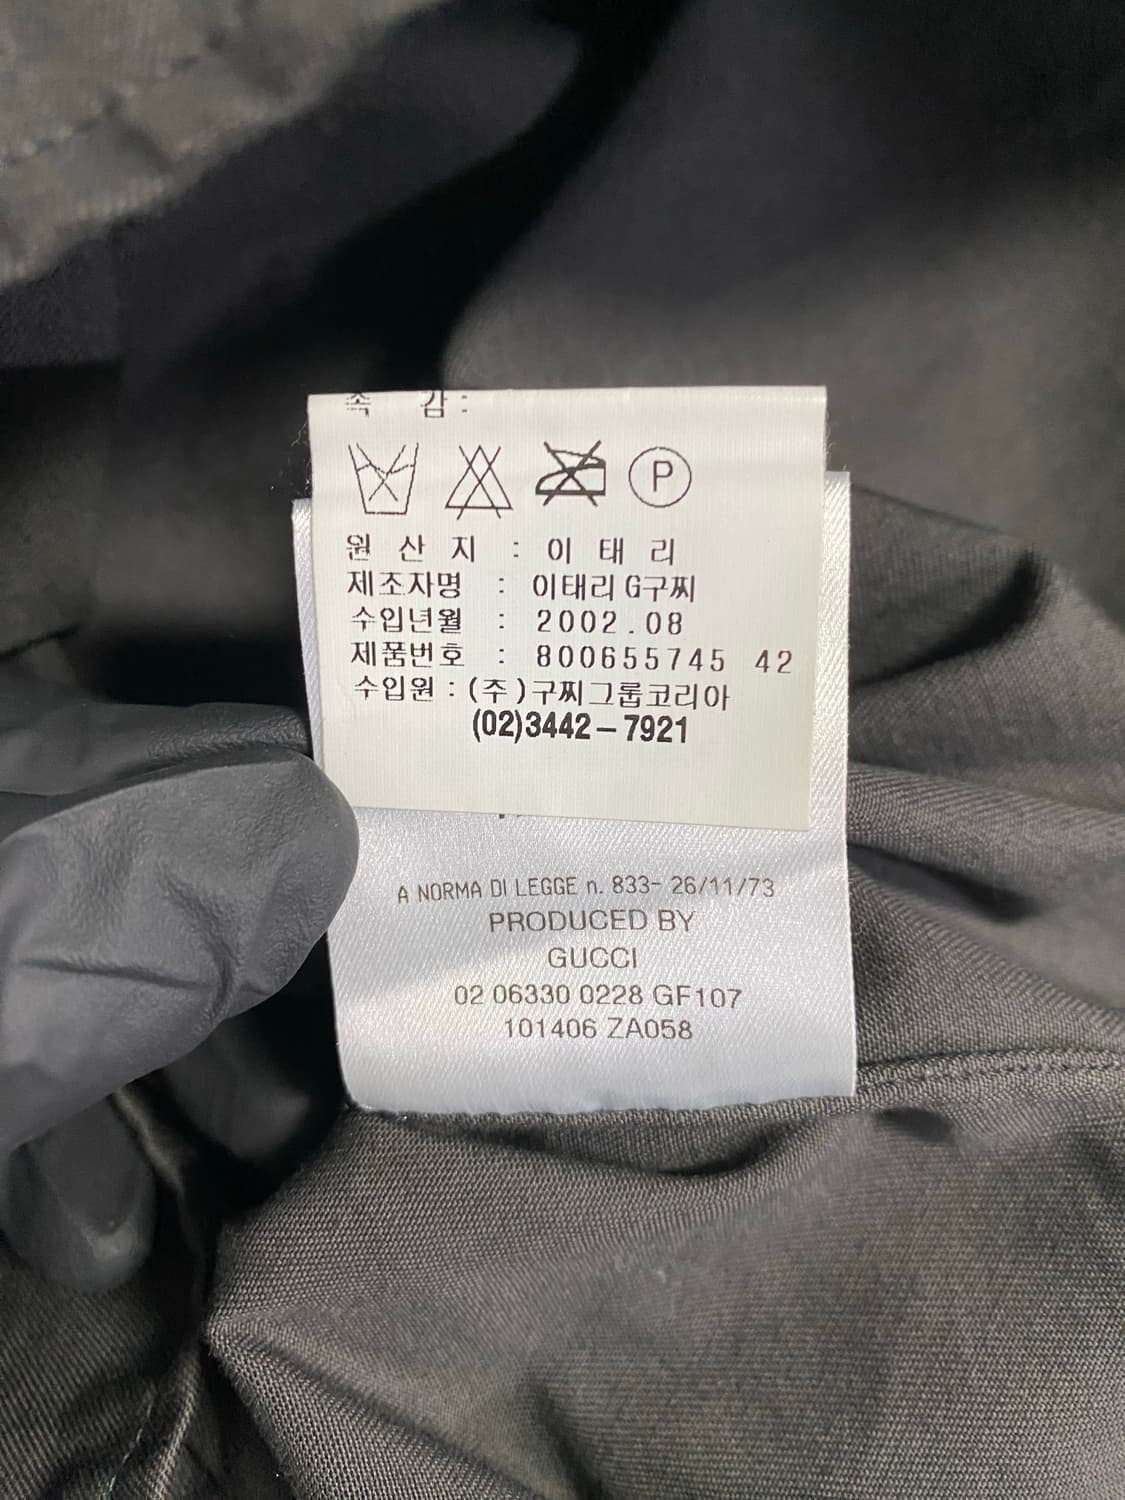 속 감 :
P
원 산 지 : 이 태 리
제조자명 : 이태리 G구찌
수입년월 : 2002.08
제품번호 : 800655745 42
수입원 : (주)구찌그룹코리아
(02)3442-7921
A NORMA DI LEGGE n. 833- 26/11/73
PRODUCED BY
GUCCI
02 06330 0228 GF107
101406 ZA058